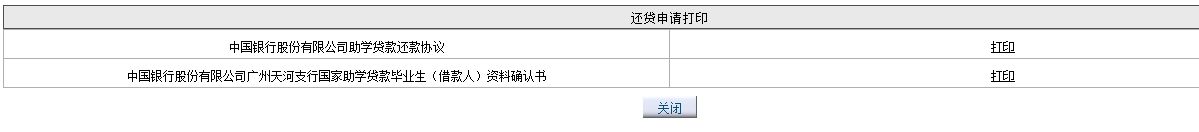 还贷申请打印
中国银行股份有限公司助学贷款还款协议 打印
中国银行股份有限公司广州天河支行国家助学贷款毕业生（借款人）资料确认书 打印
关闭